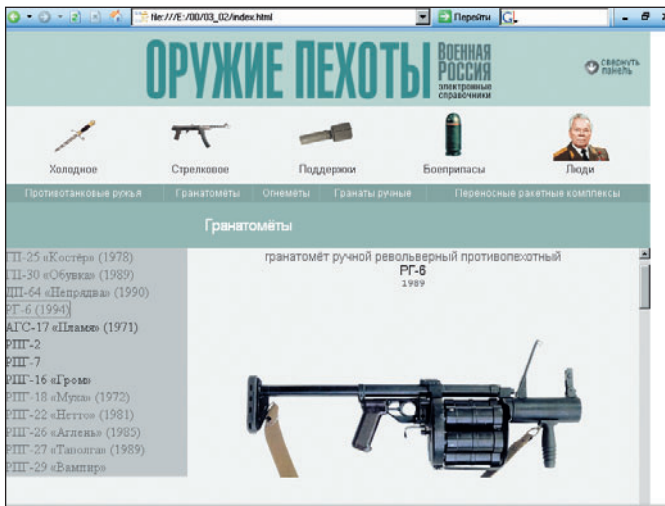 file:///E:/00/03_02/index.html
Перейти
G
ОРУЖИЕ ПЕХОТЫ
ВОЕННАЯ
РОССИЯ
электронные
справочники
свернуть
панель
Холодное Стрелковое Поддержки Боеприпасы Люди
Противотанковые ружья Гранатомёты Огнемёты Гранаты ручные Переносные ракетные комплексы
Гранатомёты
ГП-25 «Костёр» (1978)
ГП-30 «Обувка» (1989)
ДП-64 «Непрядва» (1990)
РГ-6 (1994)
АГС-17 «Пламя» (1971)
РПГ-2
РПГ-7
РПГ-16 «Гром»
РПГ-18 «Муха» (1972)
РПГ-22 «Нетто» (1981)
РПГ-26 «Аглень» (1985)
РПГ-27 «Таволга» (1989)
РПГ-29 «Вампир»
гранатомёт ручной револьверный противопехотный
РГ-6
1989